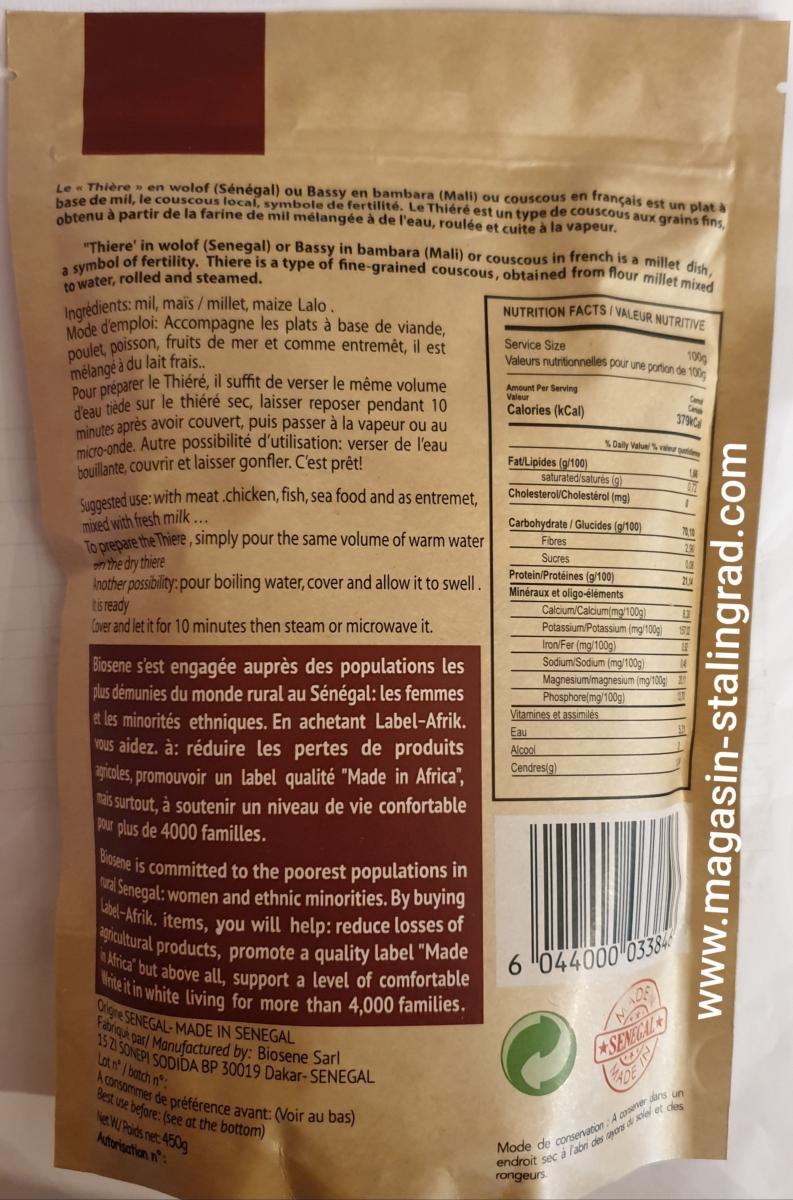 Le « Thière » en wolof (Sénégal) ou Bassy en bambara (Mali) ou couscous en français est un plat à
base de mil, le couscous local, symbole de fertilité. Le Thiéré est un type de couscous aux grains fins,
obtenu à partir de la farine de mil mélangée à de l'eau, roulée et cuite à la vapeur.
"Thiere' in wolof (Senegal) or Bassy in bambara (Mali) or couscous in french is a millet dish,
a symbol of fertility. Thiere is a type of fine-grained couscous, obtained from flour millet mixed
to water, rolled and steamed.
Ingrédients: mil, maïs / millet, maize Lalo .
Mode d'emploi: Accompagne les plats à base de viande,
poulet, poisson, fruits de mer et comme entremêt, il est
mélangé à du lait frais..
Pour préparer le Thiéré, il suffit de verser le même volume
d'eau tiède sur le thiéré sec, laisser reposer pendant 10
minutes après avoir couvert, puis passer à la vapeur ou au
micro-onde. Autre possibilité d'utilisation: verser de l'eau
bouillante, couvrir et laisser gonfler. C'est prêt!
Suggested use: with meat .chicken, fish, sea food and as entremet,
mixed with fresh milk ...
To prepare the Thiere , simply pour the same volume of warm water
on the dry thiere
Another possibility: pour boiling water, cover and allow it to swell .
It is ready
Cover and let it for 10 minutes then steam or microwave it.
Biosene s'est engagée auprès des populations les
plus démunies du monde rural au Sénégal: les femmes
et les minorités ethniques. En achetant Label-Afrik.
vous aidez. à: réduire les pertes de produits
agricoles, promouvoir un label qualité "Made in Africa",
mais surtout, à soutenir un niveau de vie confortable
pour plus de 4000 familles.
Biosene is committed to the poorest populations in
rural Senegal: women and ethnic minorities. By buying
Label-Afrik. items, you will help: reduce losses of
agricultural products, promote a quality label "Made
in Africa" but above all, support a level of comfortable
Write it in white living for more than 4,000 families.
Origine SENEGAL- MADE IN SENEGAL
Fabriqué par/ Manufactured by: Biosene Sarl
15 21 SONEPI SODIDA BP 30019 Dakar- SENEGAL
Lot n° / batch n°:
A consommer de préférence avant: (Voir au bas)
Best use before: (see at the bottom)
Net W/ Poids net: 450g
Autorisation n°:
NUTRITION FACTS / VALEUR NUTRITIVE
Service Size 100g
Valeurs nutritionnelles pour une portion de 100g
Amount Per Serving
Valeur
Calories (kCal) 379kCal
% Daily Value/ % valeur quotidienne
Fat/Lipides (g/100)
saturated/saturés (g) 0,72
Cholesterol/Cholestérol (mg) 0
Carbohydrate / Glucides (g/100) 70,10
Fibres 2,90
Sucres
Protein/Protéines (g/100)
Minéraux et oligo-éléments
Calcium/Calcium(mg/100g)
Potassium/Potassium (mg/100g)
Iron/Fer (mg/100g)
Sodium/Sodium (mg/100g)
Magnesium/magnesium (mg/100g)
Phosphore(mg/100g)
Vitamines et assimilés
Eau
Alcool
Cendres(g)
6 044000 03384
MADE IN
★SENEGAL★
MADE IN
Mode de conservation : A conserver dans un
endroit sec à l'abri des rayons du soleil et des
rongeurs.
www.magasin-stalingrad.com